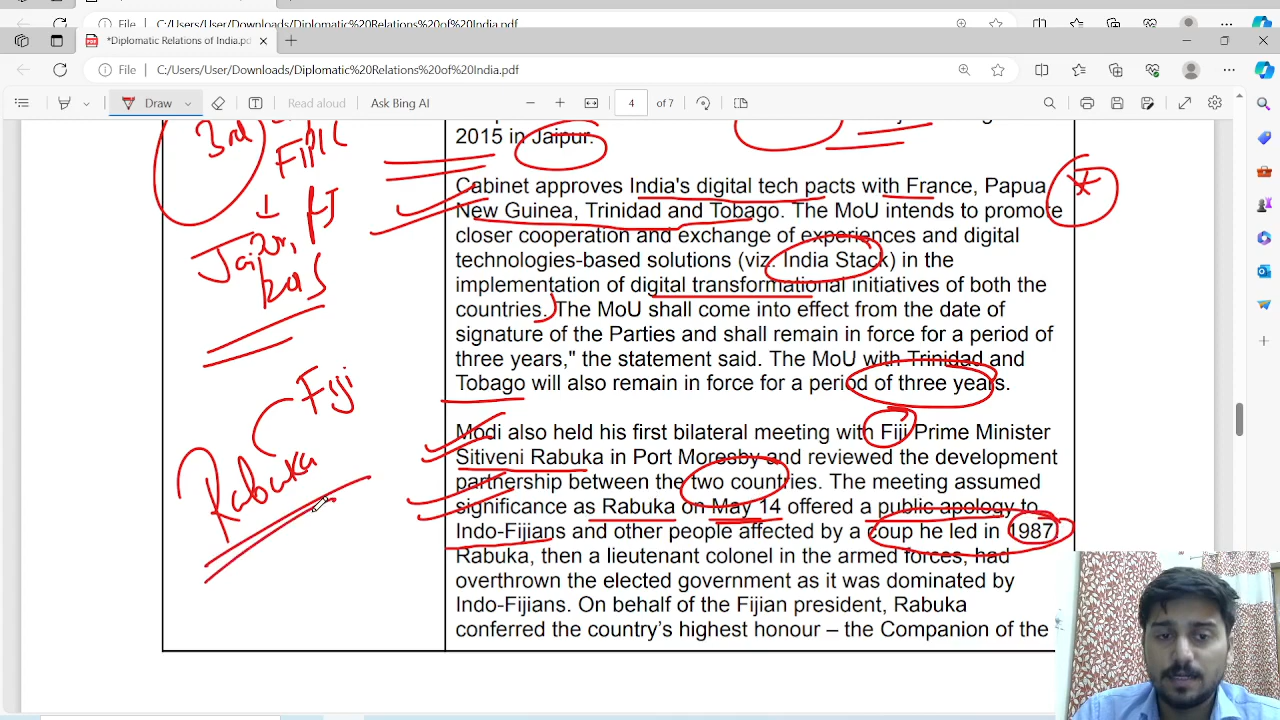 C:/Users/User/Downloads/Diplomatic%20Relations%20of%20India.pdf
*Diplomatic Relations of India.pd
File
C:/Users/User/Downloads/Diplomatic%20Relations%20of%20India.pdf
Draw
Read aloud
Ask Bing AI
4
of 7
2015 in Jaipur.
Cabinet approves India's digital tech pacts with France, Papua
New Guinea, Trinidad and Tobago. The MoU intends to promote
closer cooperation and exchange of experiences and digital
technologies-based solutions (viz. India Stack) in the
implementation of digital transformational initiatives of both the
countries. The MoU shall come into effect from the date of
signature of the Parties and shall remain in force for a period of
three years," the statement said. The MoU with Trinidad and
Tobago will also remain in force for a period of three years.
Modi also held his first bilateral meeting with Fiji Prime Minister
Sitiveni Rabuka in Port Moresby and reviewed the development
partnership between the two countries. The meeting assumed
significance as Rabuka on May 14 offered a public apology to
Indo-Fijians and other people affected by a coup he led in 1987.
Rabuka, then a lieutenant colonel in the armed forces, had
overthrown the elected government as it was dominated by
Indo-Fijians. On behalf of the Fijian president, Rabuka
conferred the country's highest honour – the Companion of the
3rd
FIPIC
Jaipur,
2015
Fiji
Rabuka